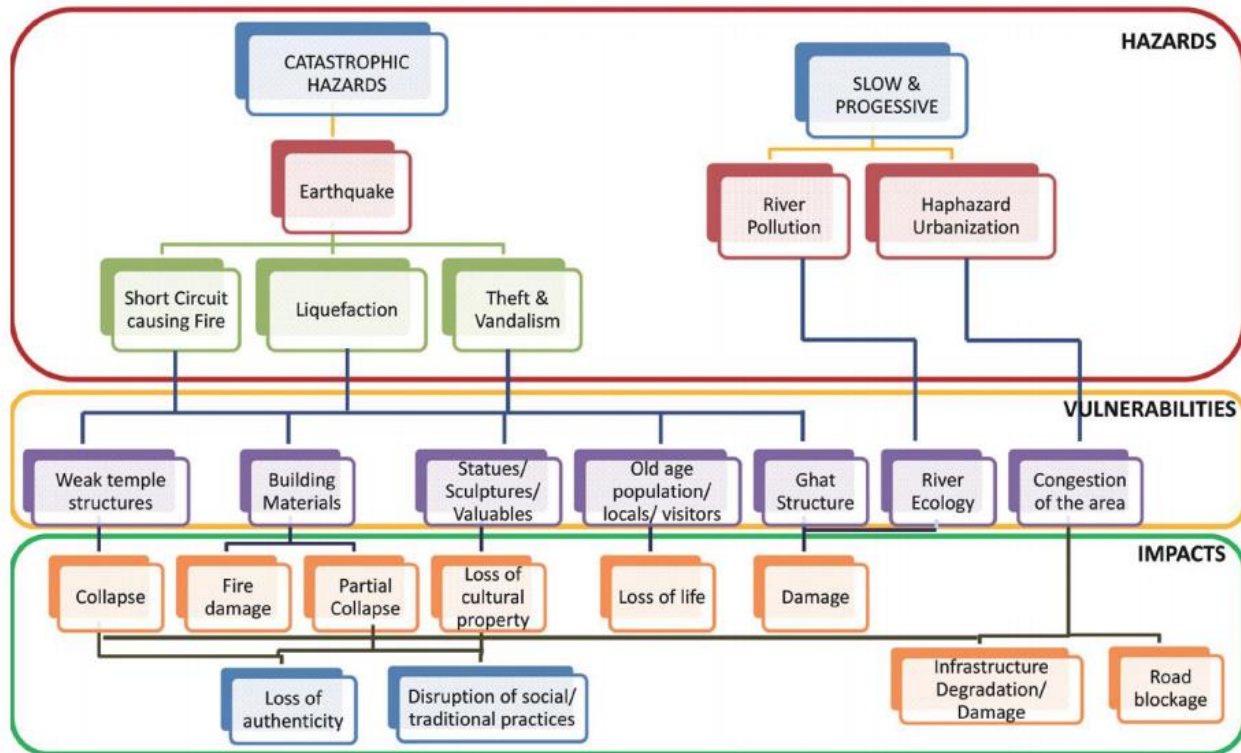 HAZARDS
CATASTROPHIC
HAZARDS
SLOW &
PROGESSIVE
Earthquake
River
Pollution
Haphazard
Urbanization
Short Circuit
causing Fire
Liquefaction
Theft &
Vandalism
VULNERABILITIES
Weak temple
structures
Building
Materials
Statues/
Sculptures/
Valuables
Old age
population/
locals/ visitors
Ghat
Structure
River
Ecology
Congestion
of the area
IMPACTS
Collapse
Fire
damage
Partial
Collapse
Loss of
cultural
property
Loss of life
Damage
Loss of
authenticity
Disruption of social/
traditional practices
Infrastructure
Degradation/
Damage
Road
blockage